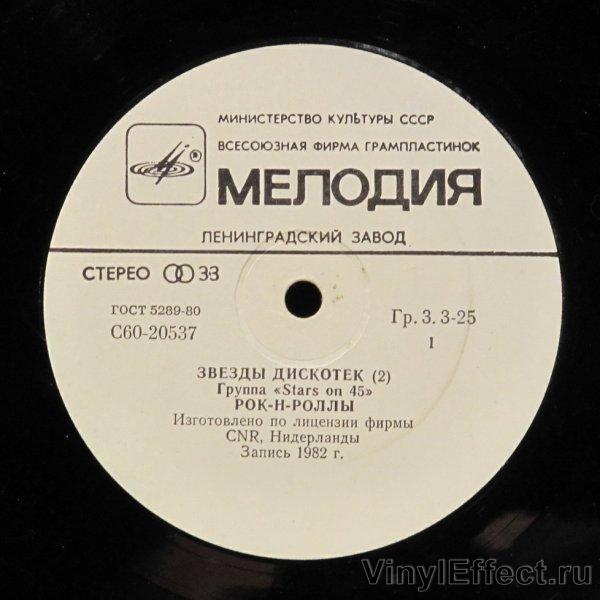 МИНИСТЕРСТВО КУЛЬТУРЫ СССР
ВСЕСОЮЗНАЯ ФИРМА ГРАМПЛАСТИНОК
МЕЛОДИЯ
ЛЕНИНГРАДСКИЙ ЗАВОД
СТЕРЕО 33
ГОСТ 5289-80
С60-20537
Гр. 3. 3-25
1
ЗВЕЗДЫ ДИСКОТЕК (2)
Группа «Stars on 45»
РОК-Н-РОЛЛЫ
Изготовлено по лицензии фирмы
CNR, Нидерланды
Запись 1982 г.
VinylEffect.ru